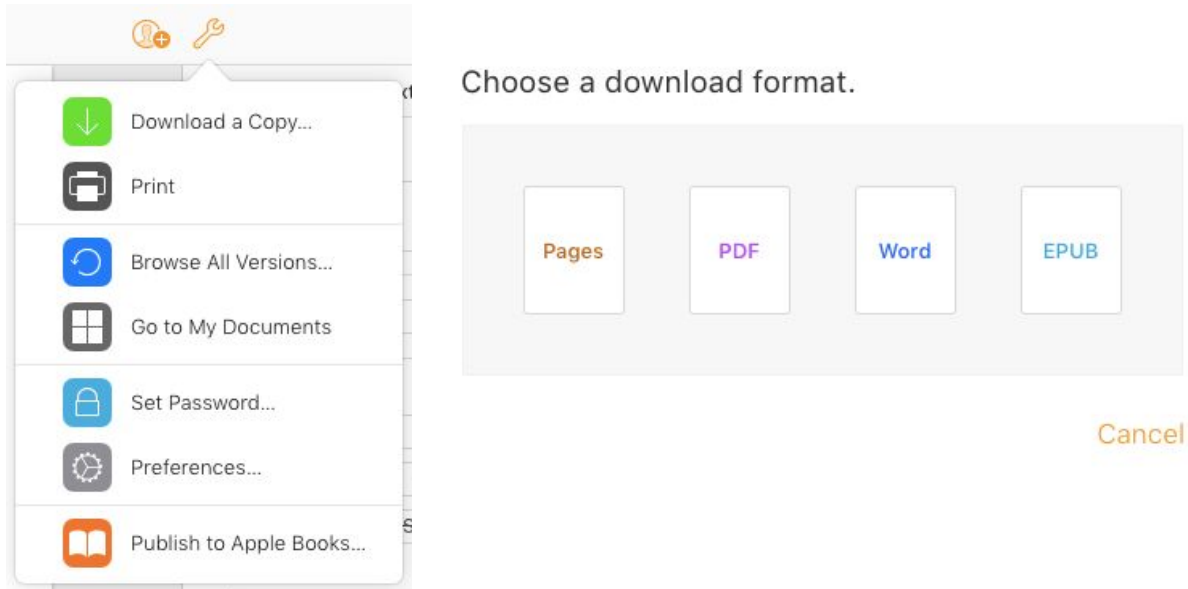 Download a Copy...
Print
Browse All Versions...
Go to My Documents
Set Password...
Preferences...
Publish to Apple Books...
Choose a download format.
Pages PDF Word EPUB
Cancel